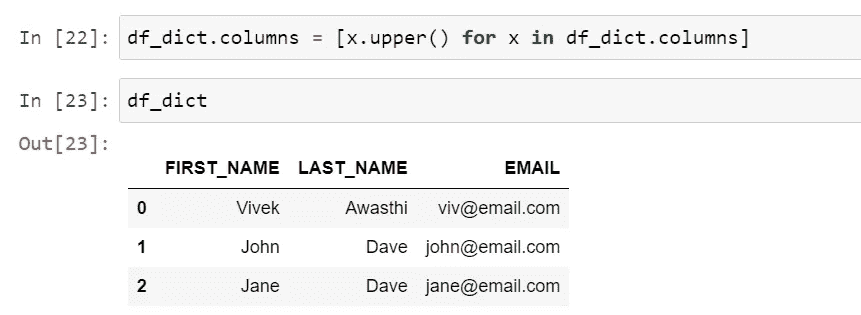 In [22]: df_dict.columns = [x.upper() for x in df_dict.columns]
In [23]: df_dict
Out[23]:
FIRST_NAME LAST_NAME EMAIL
0 Vivek Awasthi viv@email.com
1 John Dave john@email.com
2 Jane Dave jane@email.com